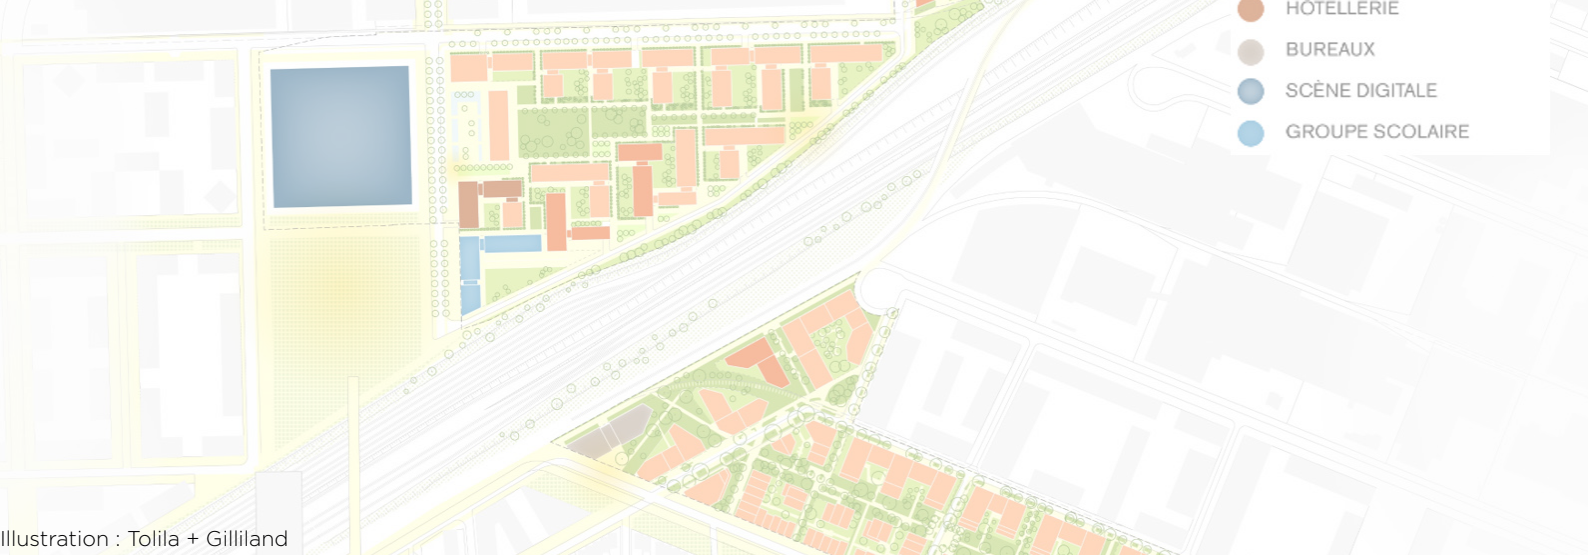 HÔTELLERIE
BUREAUX
SCÈNE DIGITALE
GROUPE SCOLAIRE
Illustration : Tolila + Gilliland